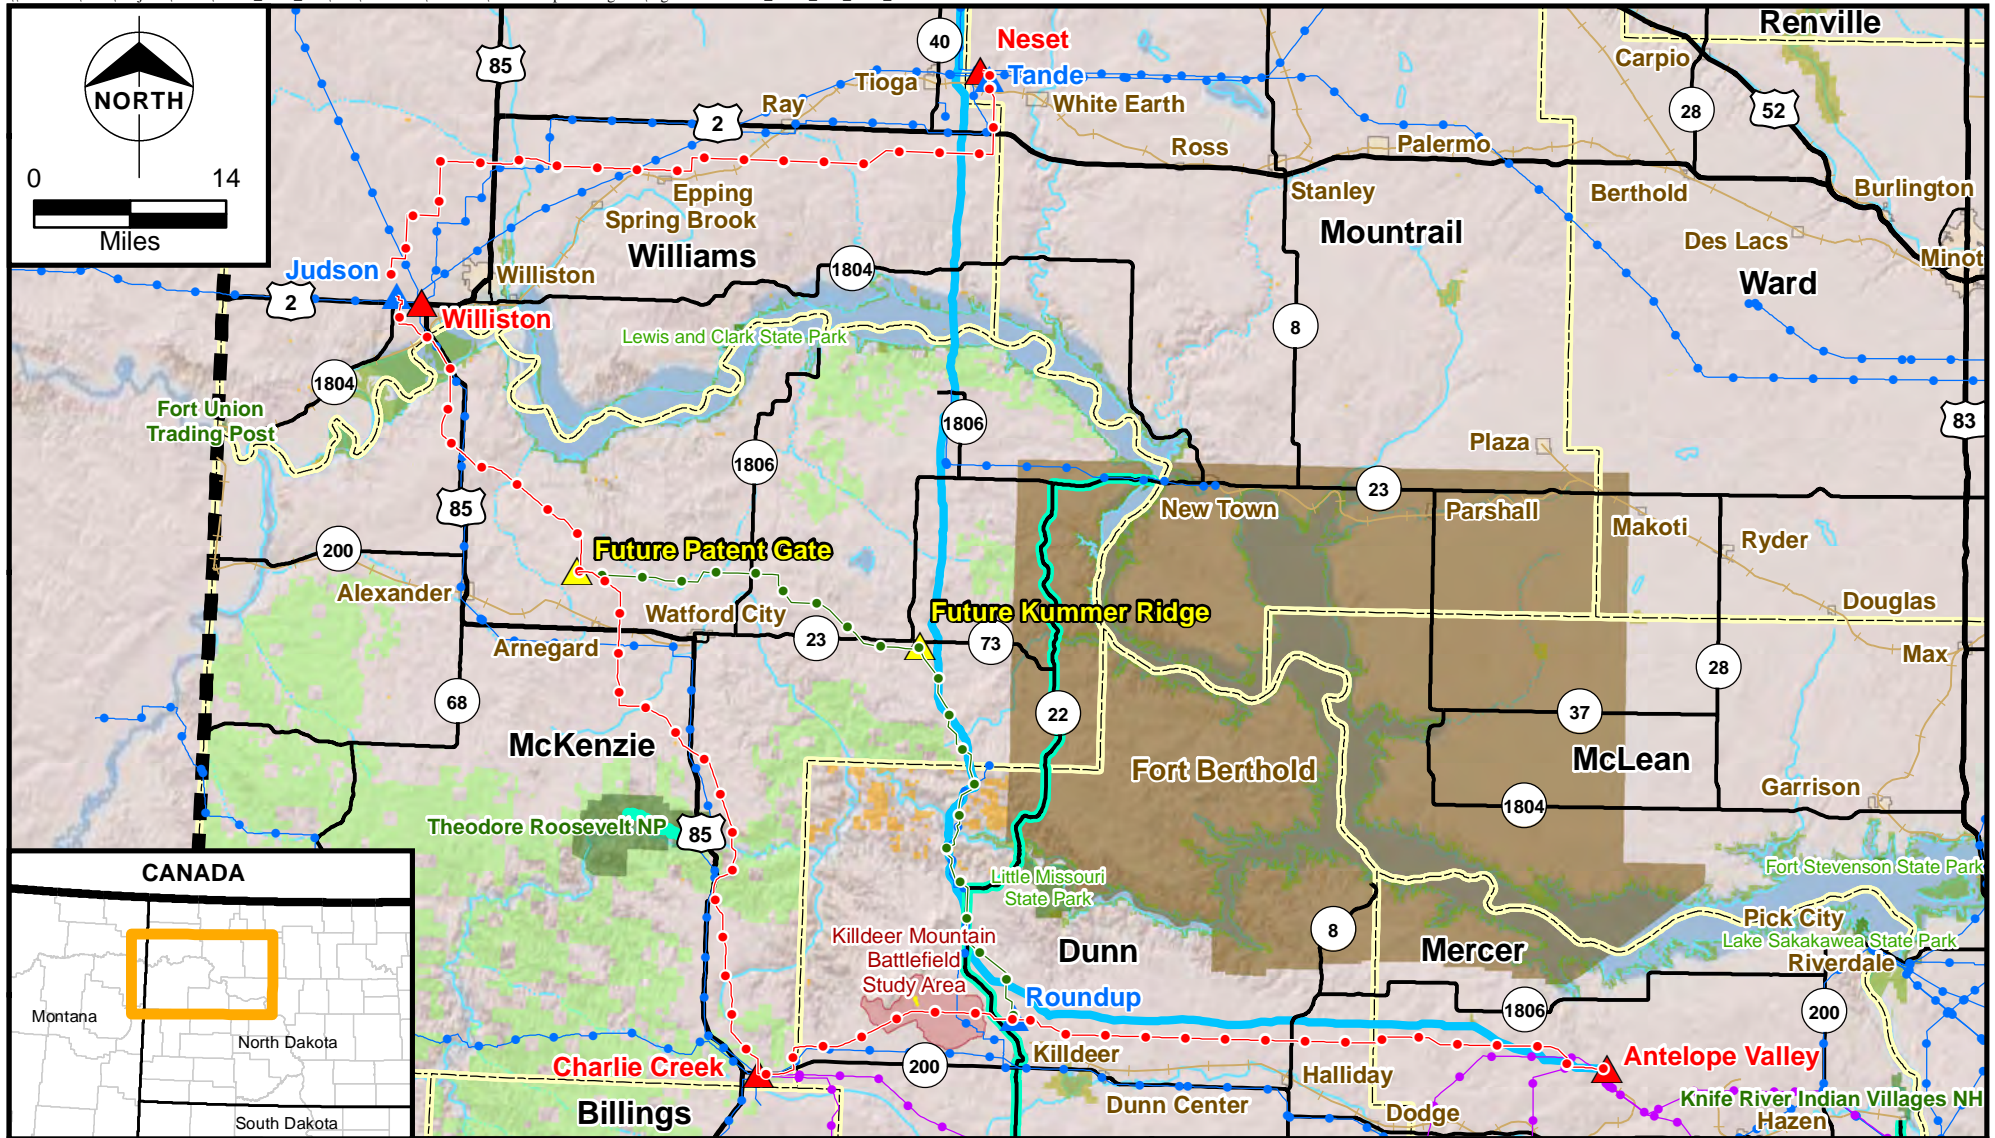 NORTH
0 14
Miles
85
40
Neset
Tande
Tioga
Ray
2
White Earth
Ross
Palermo
Stanley
Carpio
Renville
28
52
Berthold
Burlington
Des Lacs
Minot
Ward
Mountrail
Epping
Spring Brook
Williams
1804
Judson
2
Williston
Williston
Lewis and Clark State Park
8
1804
Fort Union
Trading Post
1806
1806
83
Plaza
85
23
New Town
Parshall
Makoti
Ryder
200
Future Patent Gate
Alexander
Watford City
Future Kummer Ridge
Douglas
Arnegard
23
73
Max
28
68
22
37
McKenzie
Fort Berthold
McLean
Garrison
1804
Theodore Roosevelt NP
85
Little Missouri
State Park
Fort Stevenson State Park
Pick City
Lake Sakakawea State Park
Riverdale
8
Killdeer Mountain
Battlefield
Study Area
Dunn
Mercer
Roundup
1806
200
Charlie Creek
200
Killdeer
Antelope Valley
Halliday
Billings
Dunn Center
Dodge
Knife River Indian Villages NH
Hazen
CANADA
Montana
North Dakota
South Dakota